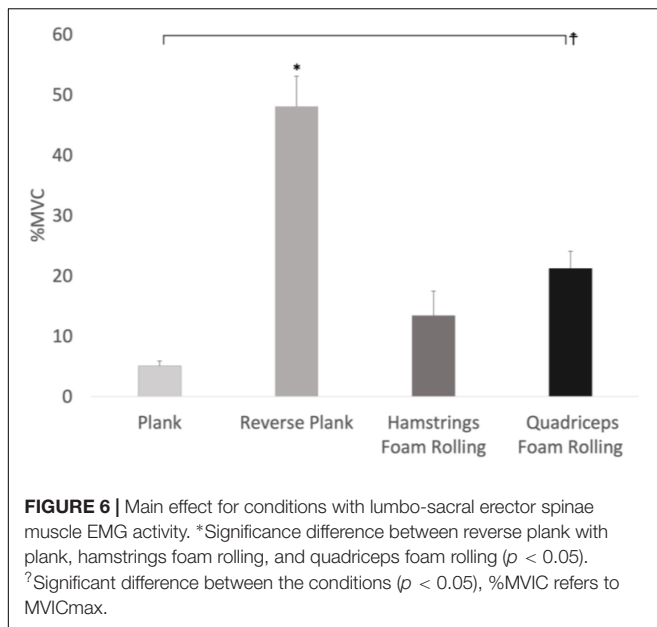 60
☨
50
*
40
%MVC
30
20
10
0
Plank Reverse Plank Hamstrings Quadriceps
Foam Rolling Foam Rolling
FIGURE 6 | Main effect for conditions with lumbo-sacral erector spinae
muscle EMG activity. *Significance difference between reverse plank with
plank, hamstrings foam rolling, and quadriceps foam rolling (p < 0.05).
?Significant difference between the conditions (p < 0.05), %MVIC refers to
MVICmax.